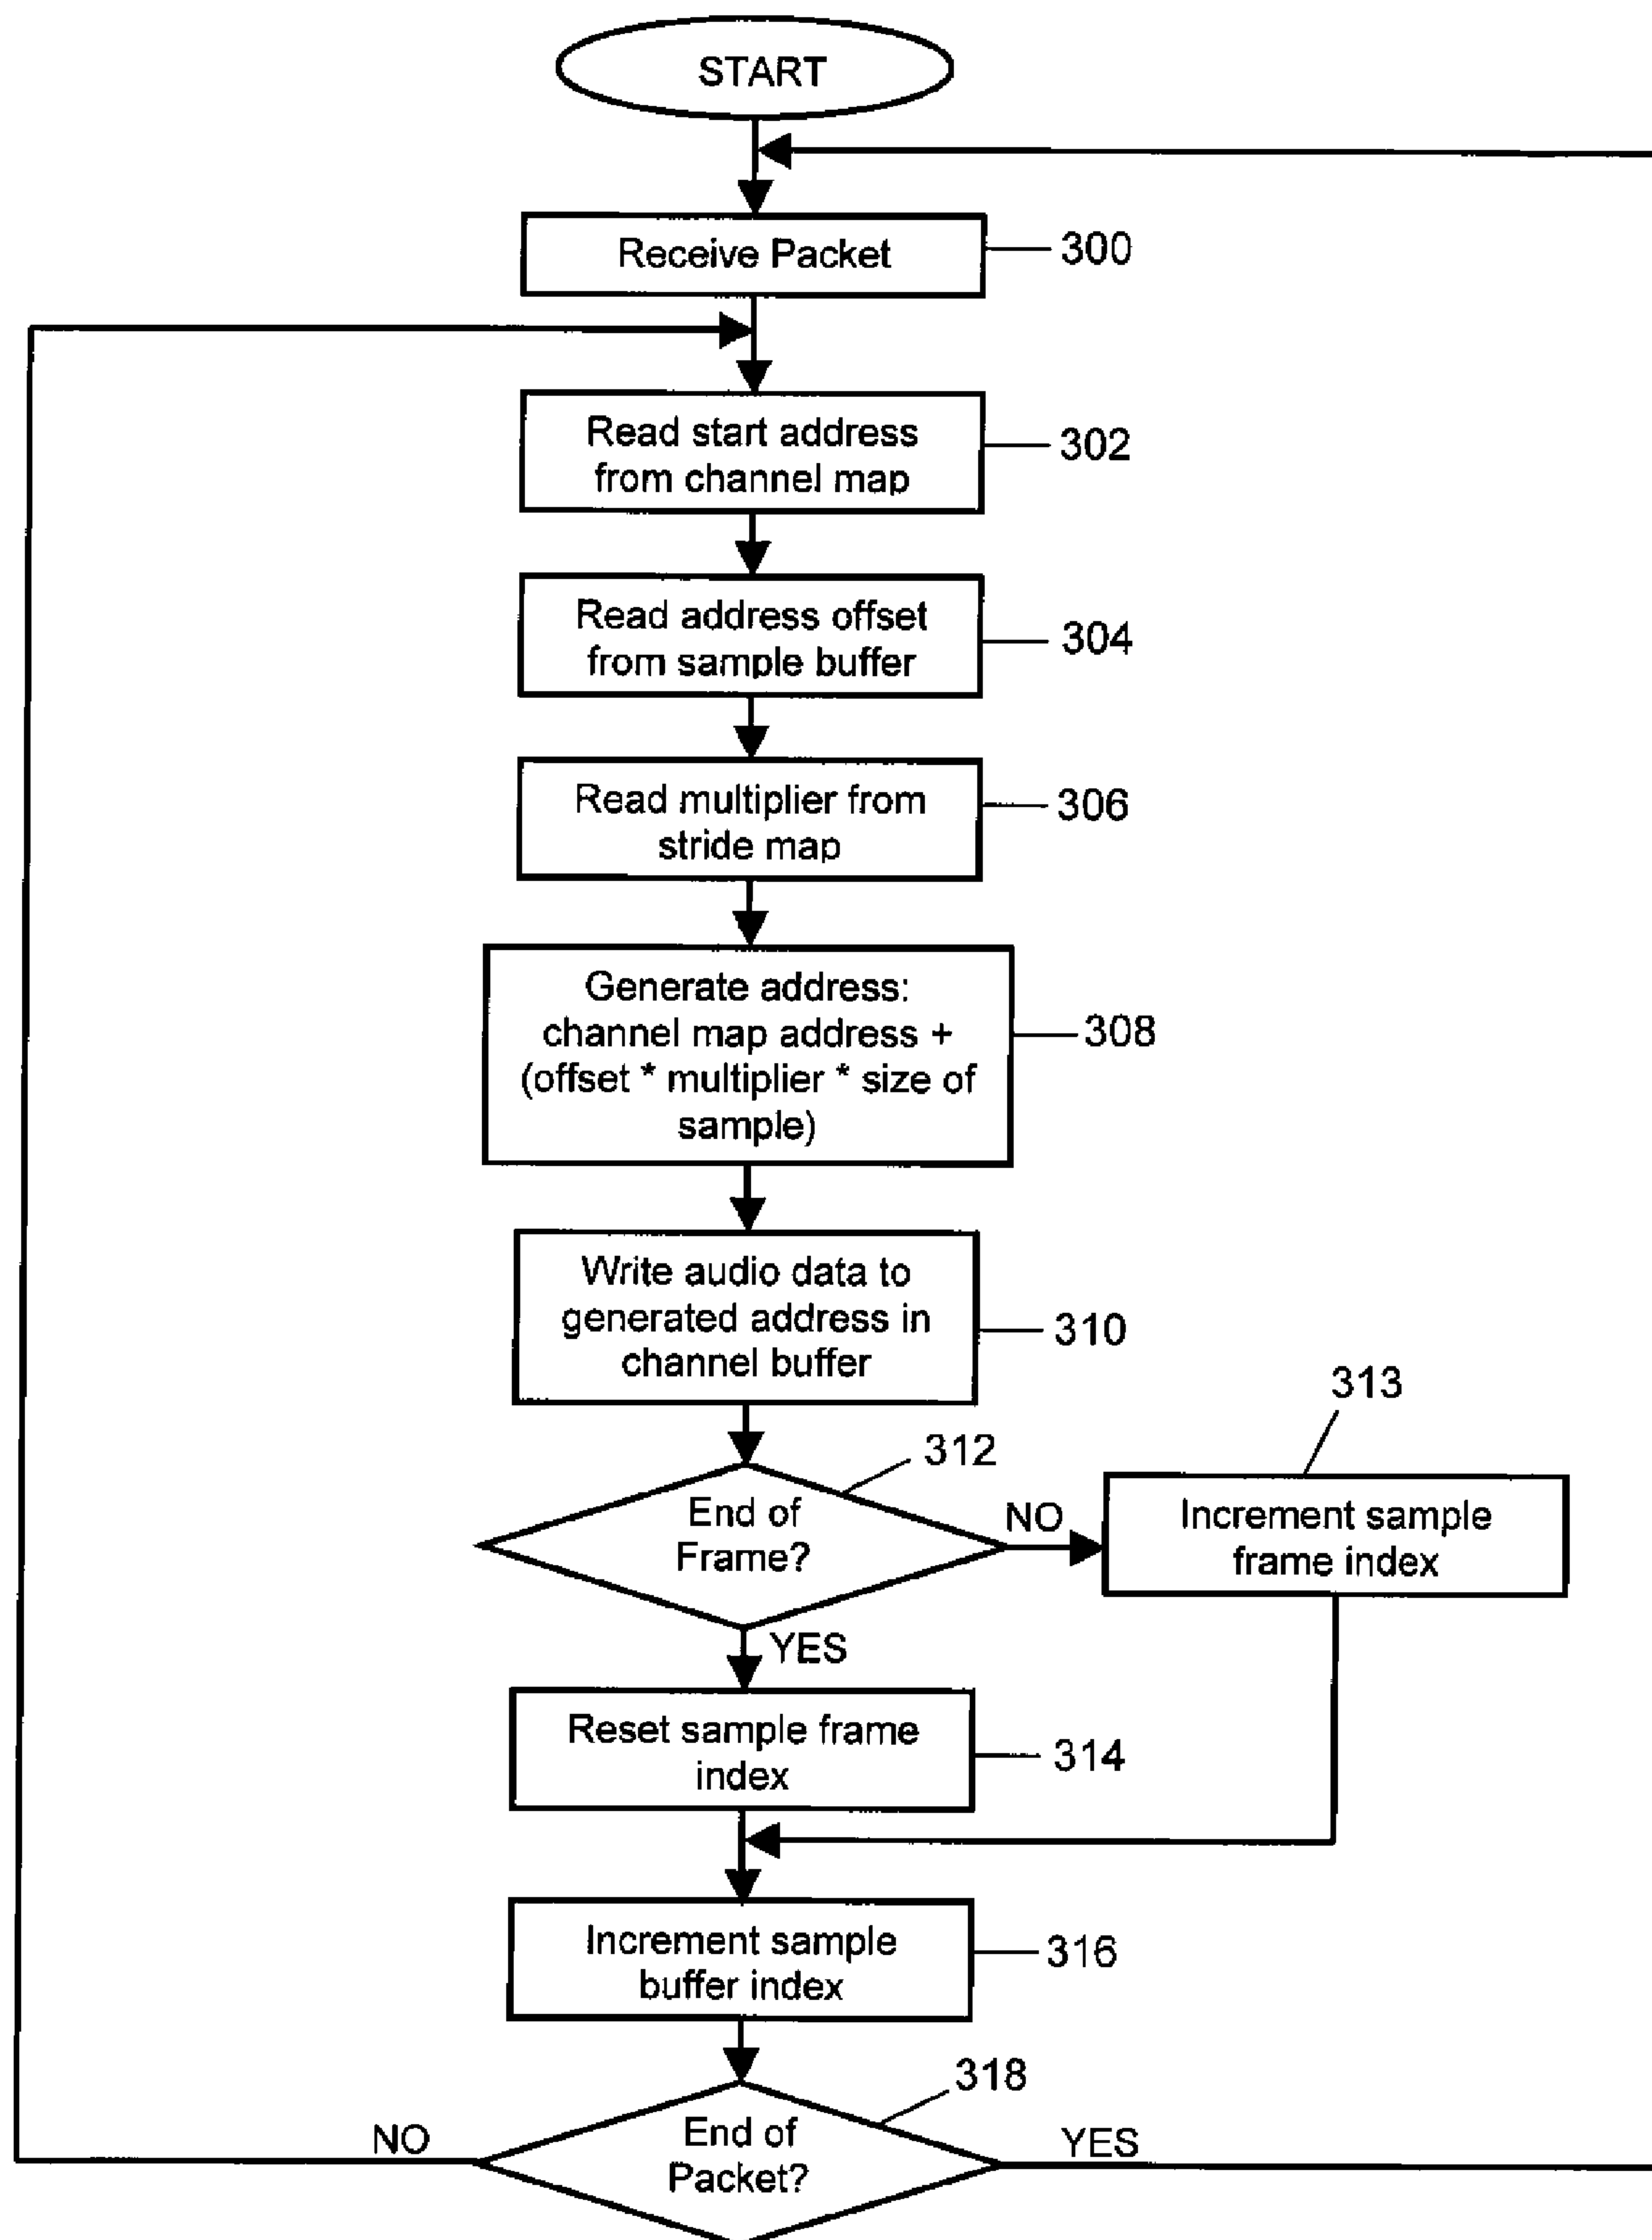 START
Receive Packet
300
Read start address
from channel map
302
Read address offset
from sample buffer
304
Read multiplier from
stride map
306
Generate address:
channel map address +
(offset * multiplier * size of
sample)
308
Write audio data to
generated address in
channel buffer
310
313
312
End of
Frame?
NO
Increment sample
frame index
YES
Reset sample frame
index
314
Increment sample
buffer index
316
318
NO
End of
Packet?
YES